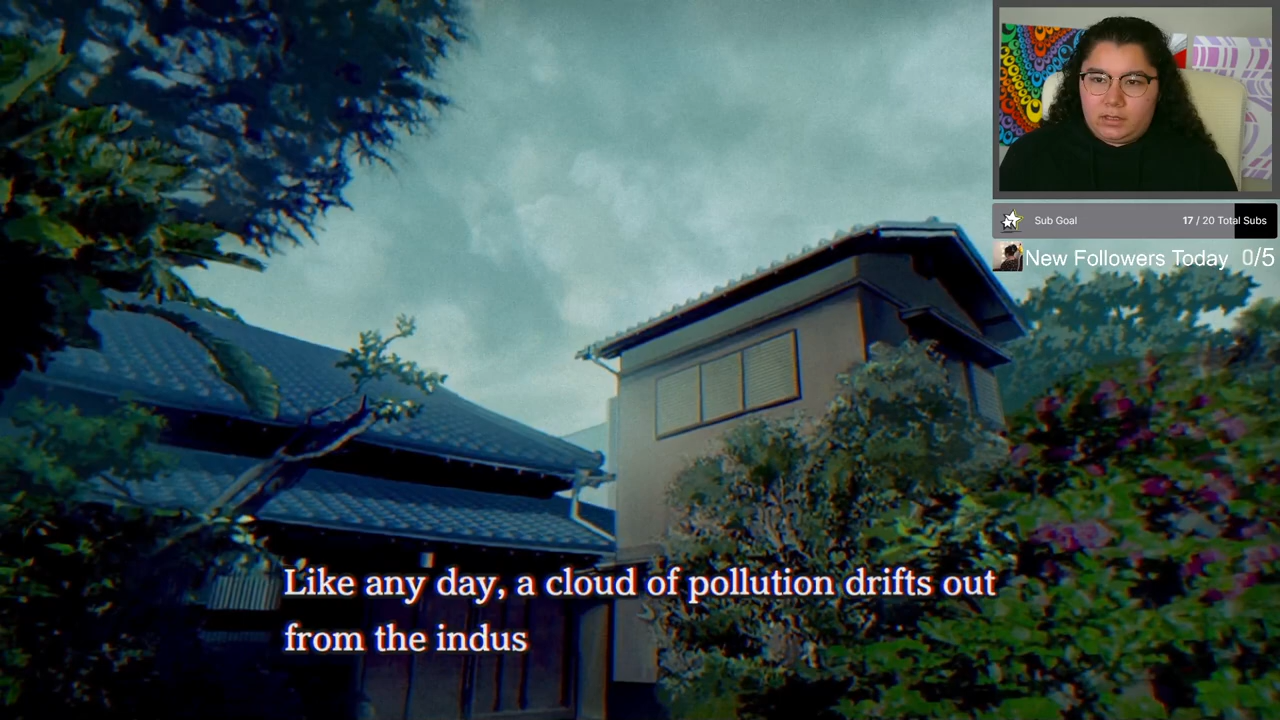 Sub Goal
17 / 20 Total Subs
New Followers Today 0/5
Like any day, a cloud of pollution drifts out
from the indus